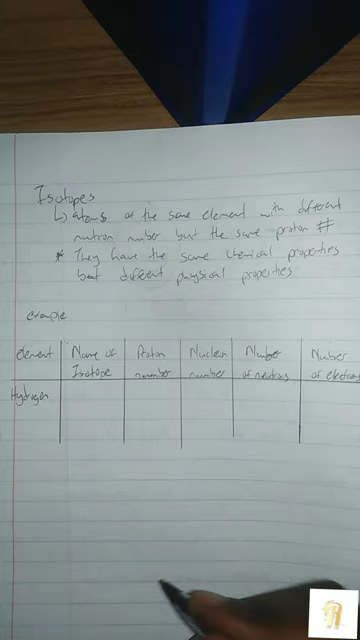 Isotopes
↳ atoms of the same element with different
nutron number but the same proton #
* They have the same chemical properties
but different physical properties
example
element | Name of Isotope | Proton number | Nucleon number | Number of neutrons | Number of electrons
Hydrogen